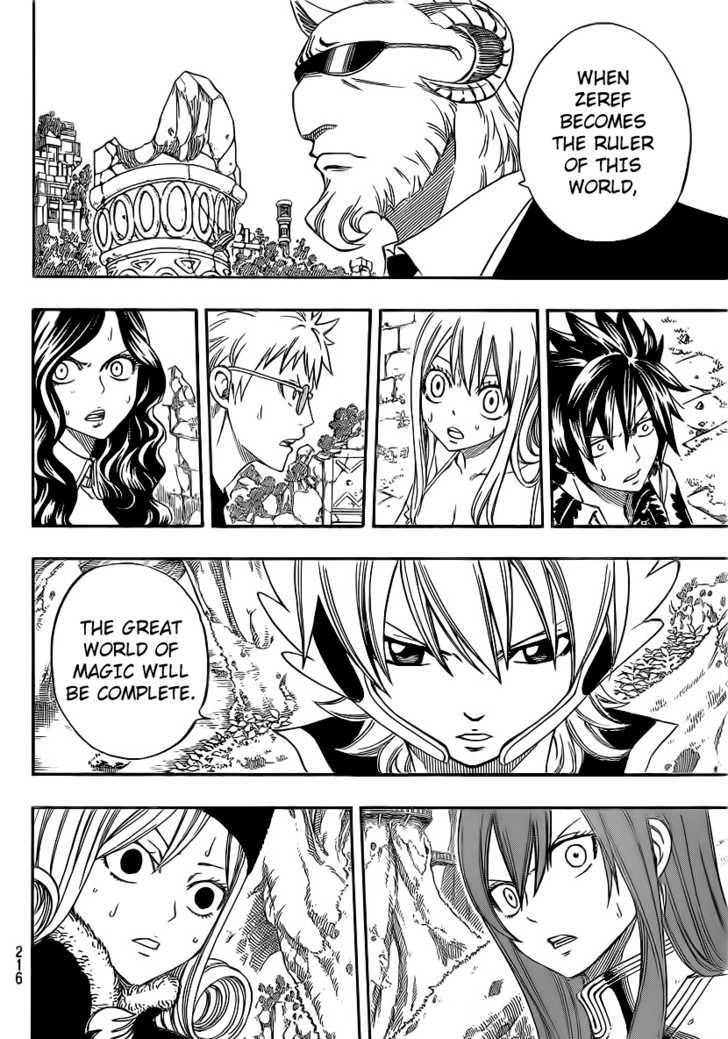 WHEN
ZEREF
BECOMES
THE RULER
OF THIS
WORLD,
THE GREAT
WORLD OF
MAGIC WILL
BE COMPLETE.
216